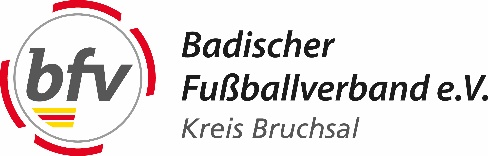 bfv
Badischer
Fußballverband e.V.
Kreis Bruchsal